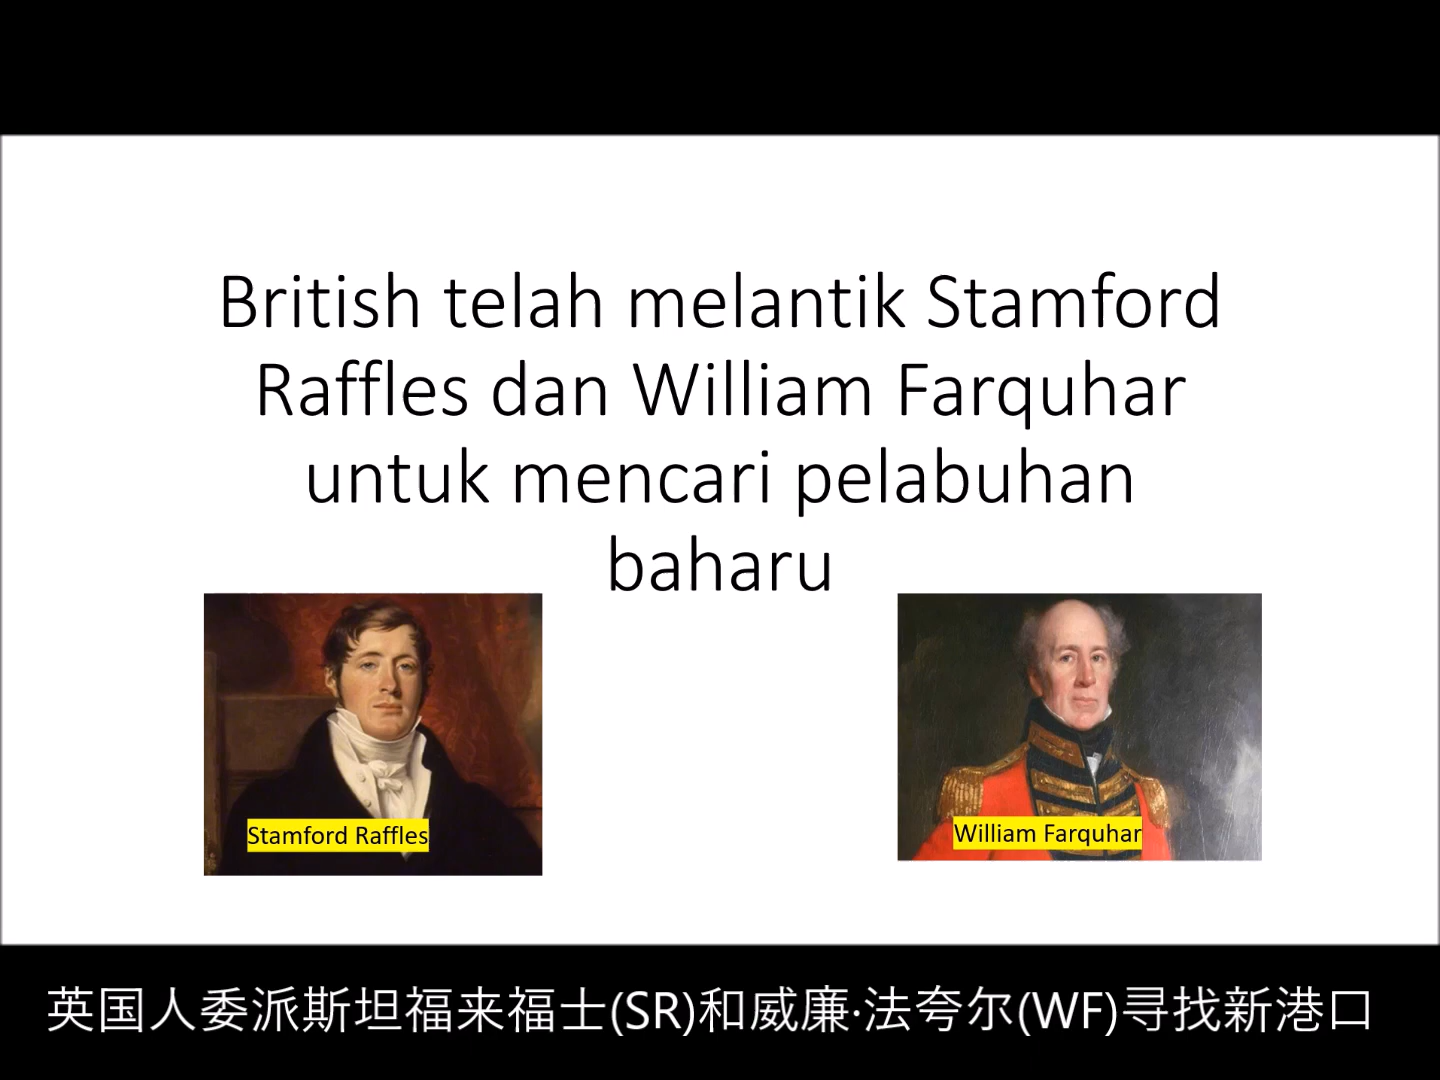 British telah melantik Stamford
Raffles dan William Farquhar
untuk mencari pelabuhan
baharu
Stamford Raffles
William Farquhar
英国人委派斯坦福来福士(SR)和威廉·法夸尔(WF)寻找新港口